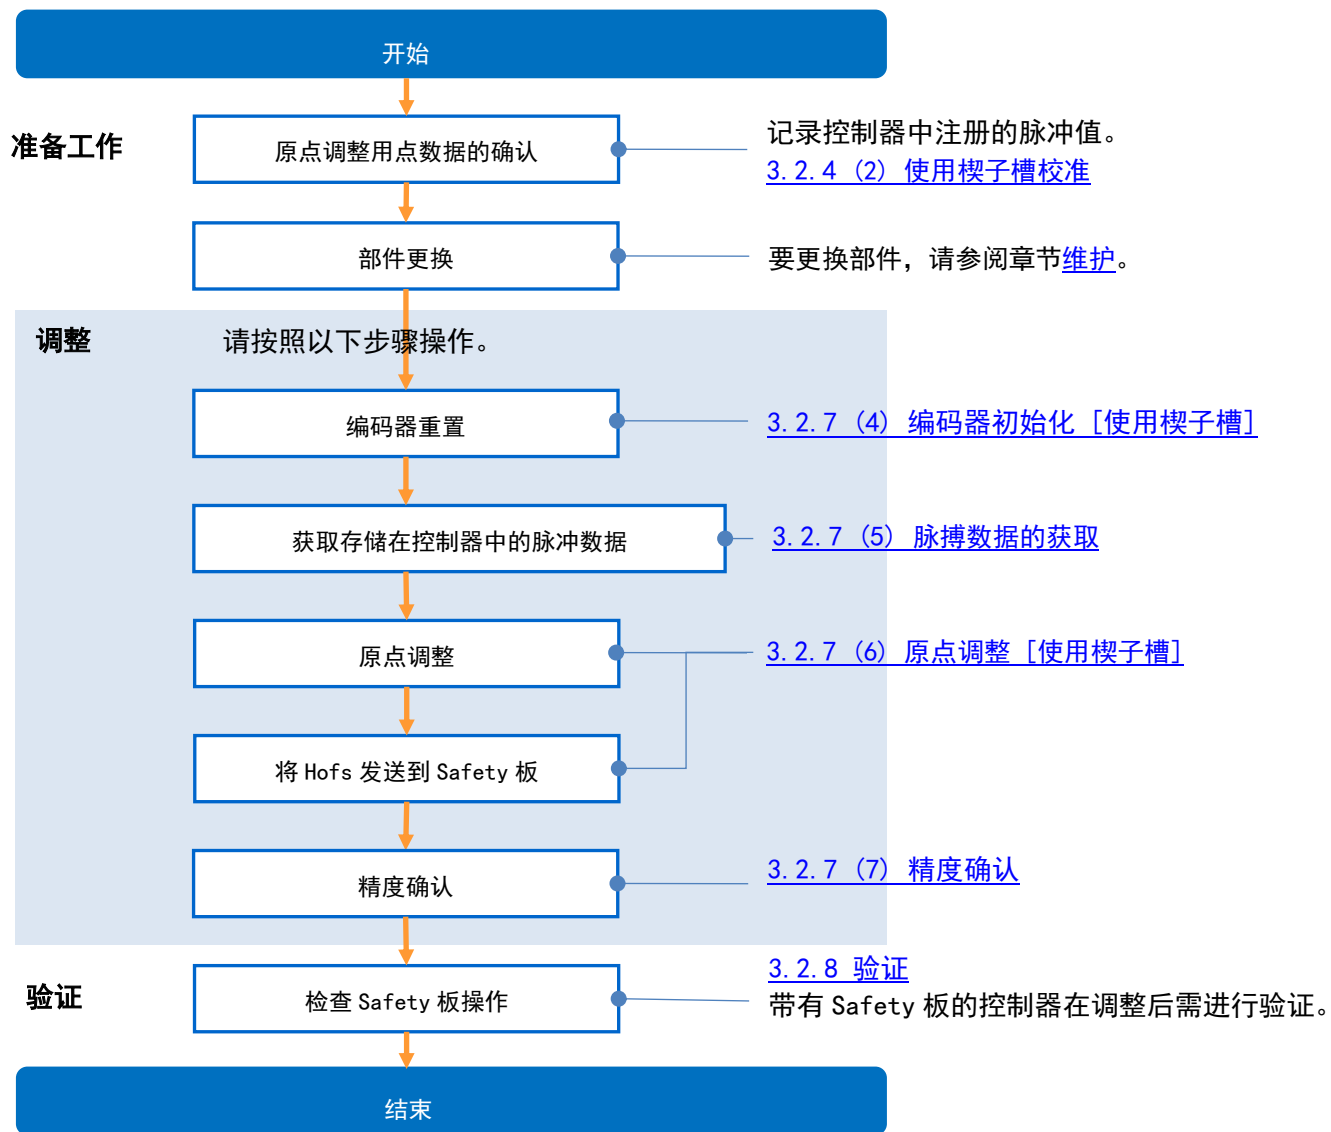 开始
准备工作
原点调整用点数据的确认
记录控制器中注册的脉冲值。
3.2.4 (2) 使用楔子槽校准
部件更换
要更换部件，请参阅章节维护。
调整
请按照以下步骤操作。
编码器重置
3.2.7 (4) 编码器初始化 [使用楔子槽]
获取存储在控制器中的脉冲数据
3.2.7 (5) 脉搏数据的获取
原点调整
3.2.7 (6) 原点调整 [使用楔子槽]
将 Hofs 发送到 Safety 板
精度确认
3.2.7 (7) 精度确认
验证
检查 Safety 板操作
3.2.8 验证
带有 Safety 板的控制器在调整后需进行验证。
结束